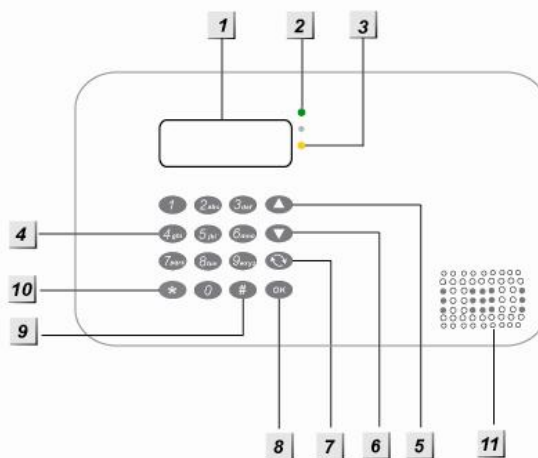 1 2 3
1 2abc 3def
4 4ghi 5jkl 6mno
7pqrs 8tuv 9wxyz
10 * 0 # OK
9
8 7 6 5 11